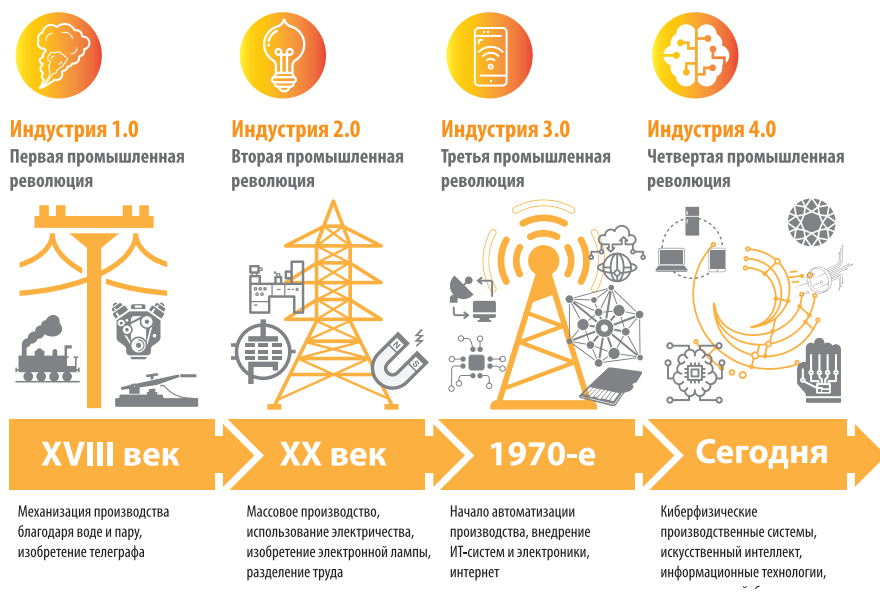 Индустрия 1.0
Первая промышленная
революция
Индустрия 2.0
Вторая промышленная
революция
Индустрия 3.0
Третья промышленная
революция
Индустрия 4.0
Четвертая промышленная
революция
N
S
XVIII век
XX век
1970-е
Сегодня
Механизация производства
благодаря воде и пару,
изобретение телеграфа
Массовое производство,
использование электричества,
изобретение электронной лампы,
разделение труда
Начало автоматизации
производства, внедрение
ИТ-систем и электроники,
интернет
Киберфизические
производственные системы,
искусственный интеллект,
информационные технологии,